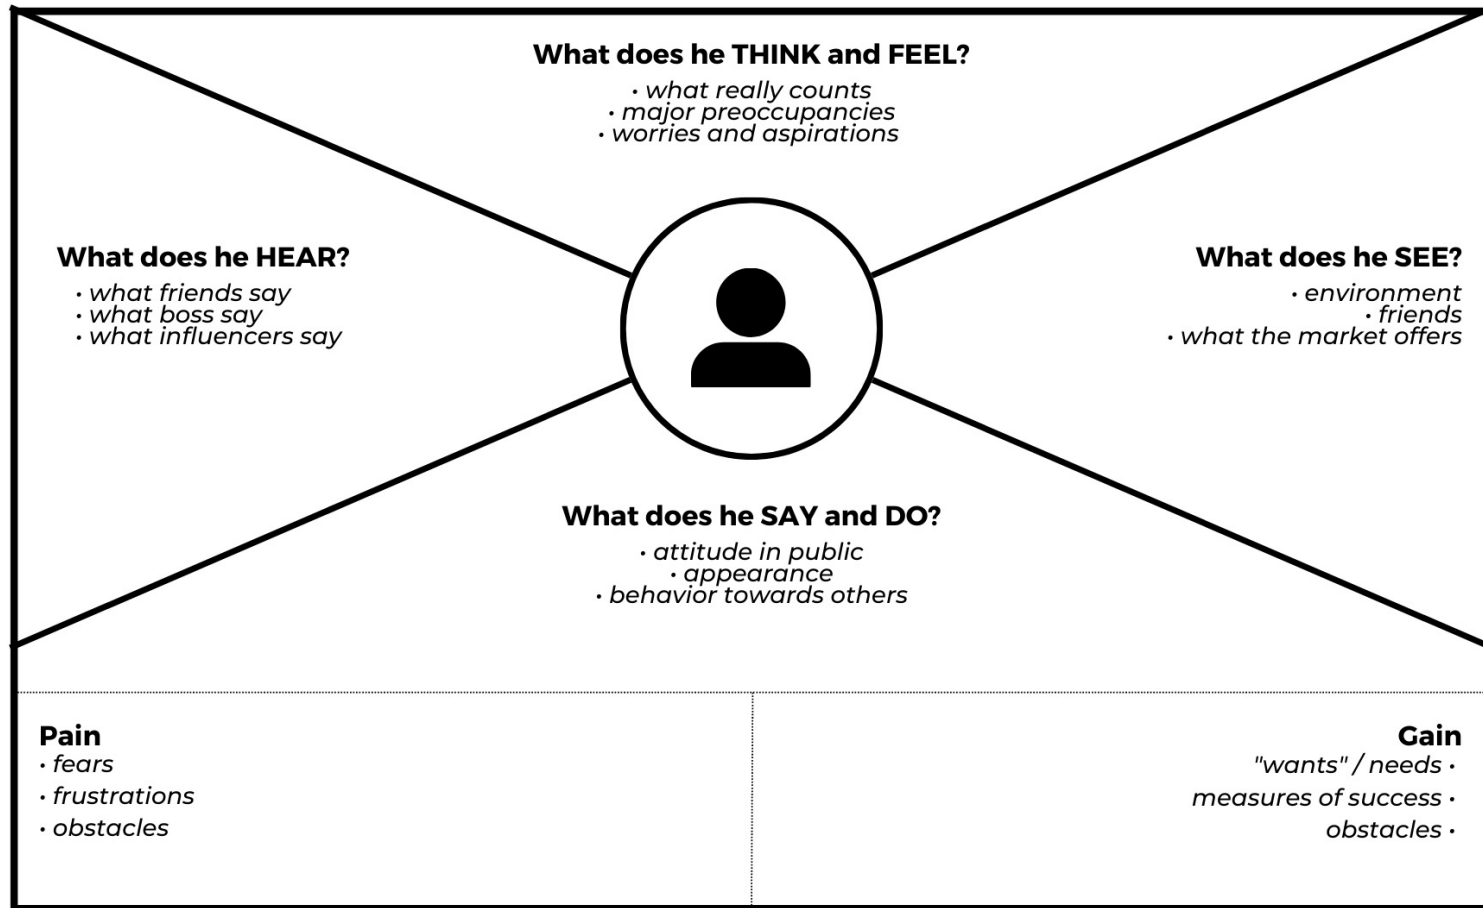 What does he THINK and FEEL?
• what really counts
• major preoccupancies
• worries and aspirations
What does he HEAR?
• what friends say
• what boss say
• what influencers say
What does he SEE?
• environment
• friends
• what the market offers
What does he SAY and DO?
• attitude in public
• appearance
• behavior towards others
Pain
• fears
• frustrations
• obstacles
Gain
"wants" / needs •
measures of success •
obstacles •